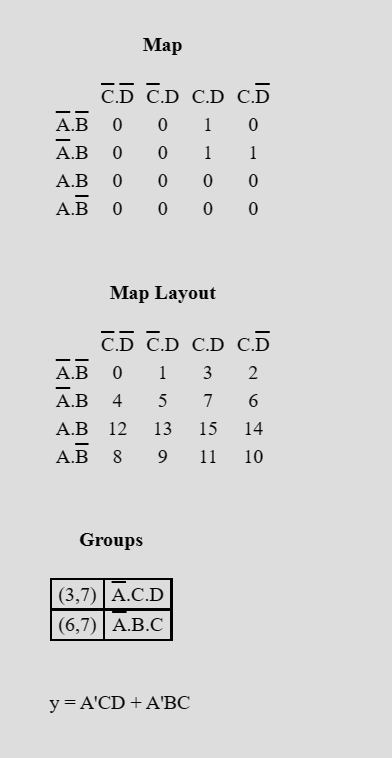 Map
C̅.D̅ C̅.D C.D C.D̅
A̅.B̅ 0 0 1 0
A̅.B 0 0 1 1
A.B 0 0 0 0
A.B̅ 0 0 0 0
Map Layout
C̅.D̅ C̅.D C.D C.D̅
A̅.B̅ 0 1 3 2
A̅.B 4 5 7 6
A.B 12 13 15 14
A.B̅ 8 9 11 10
Groups
(3,7) A̅.C.D
(6,7) A̅.B.C
y = A'CD + A'BC